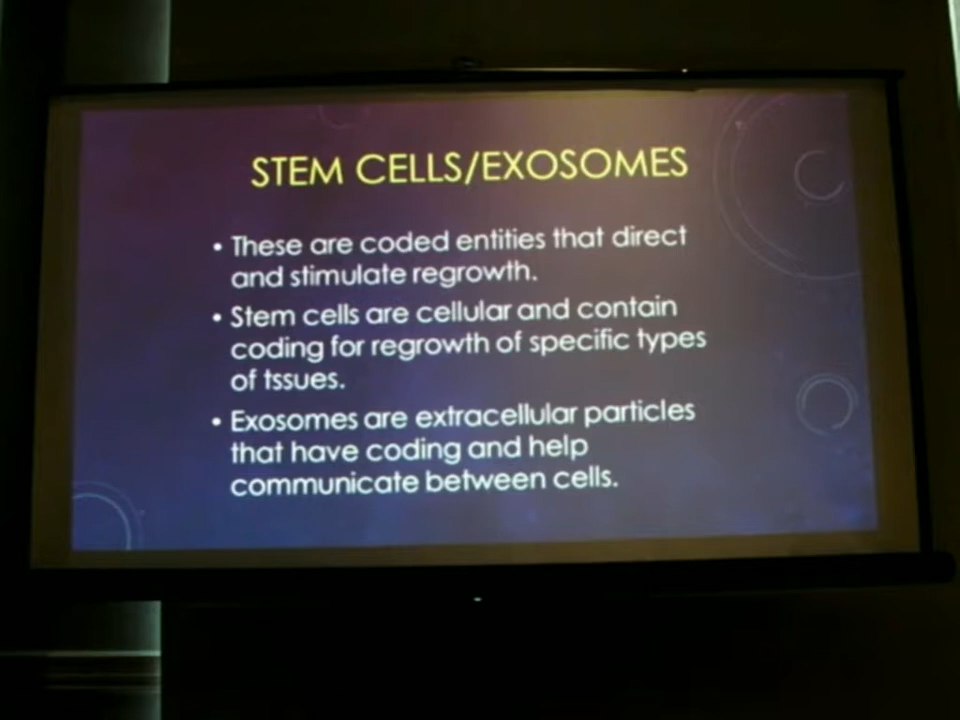 STEM CELLS/EXOSOMES
• These are coded entities that direct
and stimulate regrowth.
• Stem cells are cellular and contain
coding for regrowth of specific types
of tssues.
• Exosomes are extracellular particles
that have coding and help
communicate between cells.